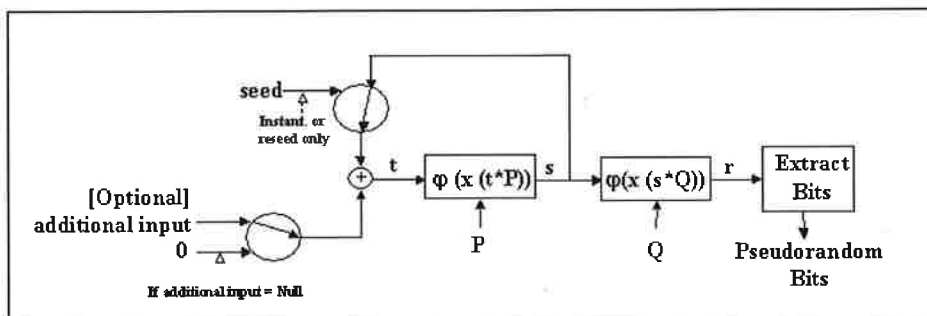 seed
Instant. or
reseed only
+
t
φ (x (t*P))
s
φ(x (s*Q))
r
Extract
Bits
[Optional]
additional input
0
P
Q
Pseudorandom
Bits
If additional input = Null